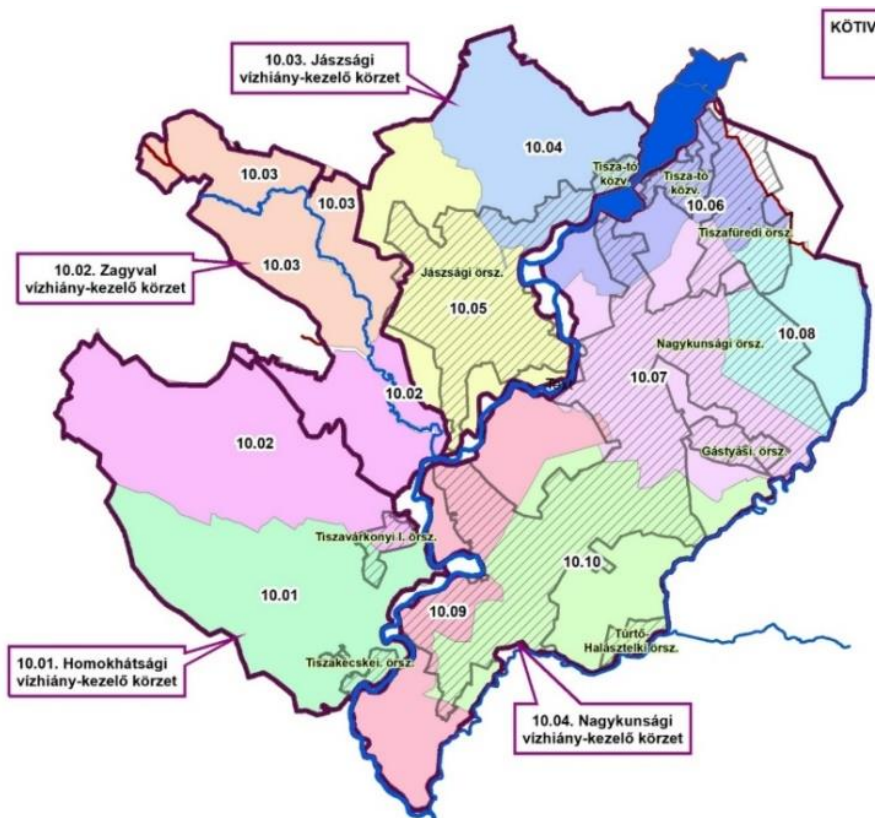 KÖTIV
10.03. Jászsági
vízhiány-kezelő körzet
10.04
10.03
10.03
Tisza-tó
közv.
Tisza-tó
közv.
10.06
Tiszafüredi örsz.
10.03
10.02. Zagyval
vízhiány-kezelő körzet
Jászsági örsz.
10.05
10.08
Nagykunsági örsz.
10.07
10.02
10.02
Gástyási. örsz.
Tiszavárkonyi I. örsz.
10.10
10.01
10.09
Türtő-
Halásztelki örsz.
10.01. Homokhátsági
vízhiány-kezelő körzet
Tiszakécskei. örsz.
10.04. Nagykunsági
vízhiány-kezelő körzet